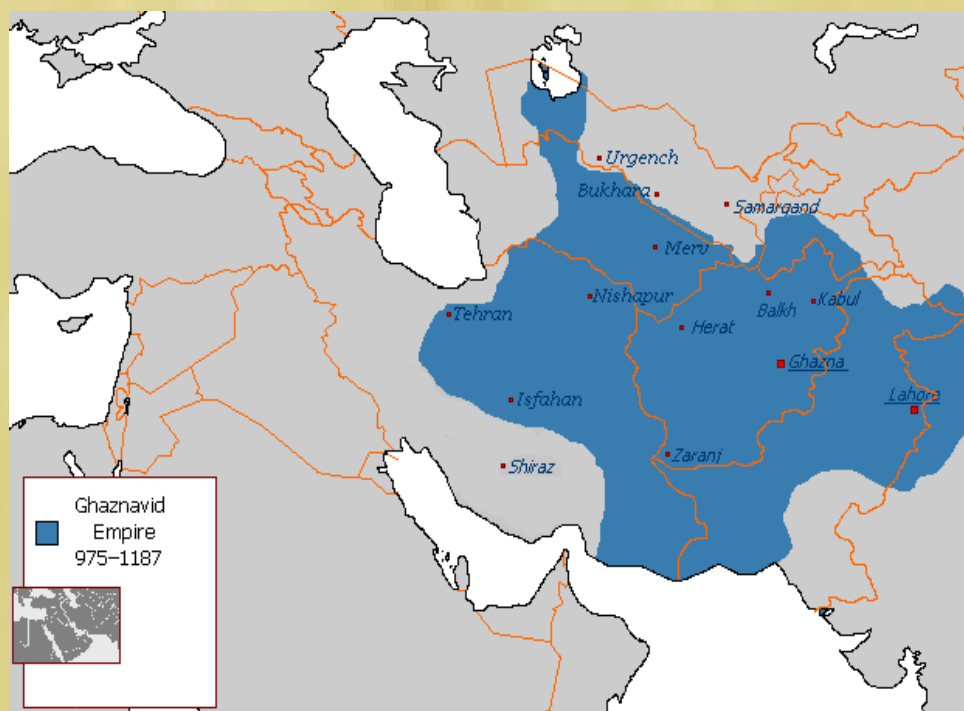 Urgench
Bukhara
Samarqand
Merv
Nishapur
Balkh
Kabul
Tehran
Herat
Ghazna
Isfahan
Lahore
Zaranj
Shiraz
Ghaznavid
Empire
975-1187